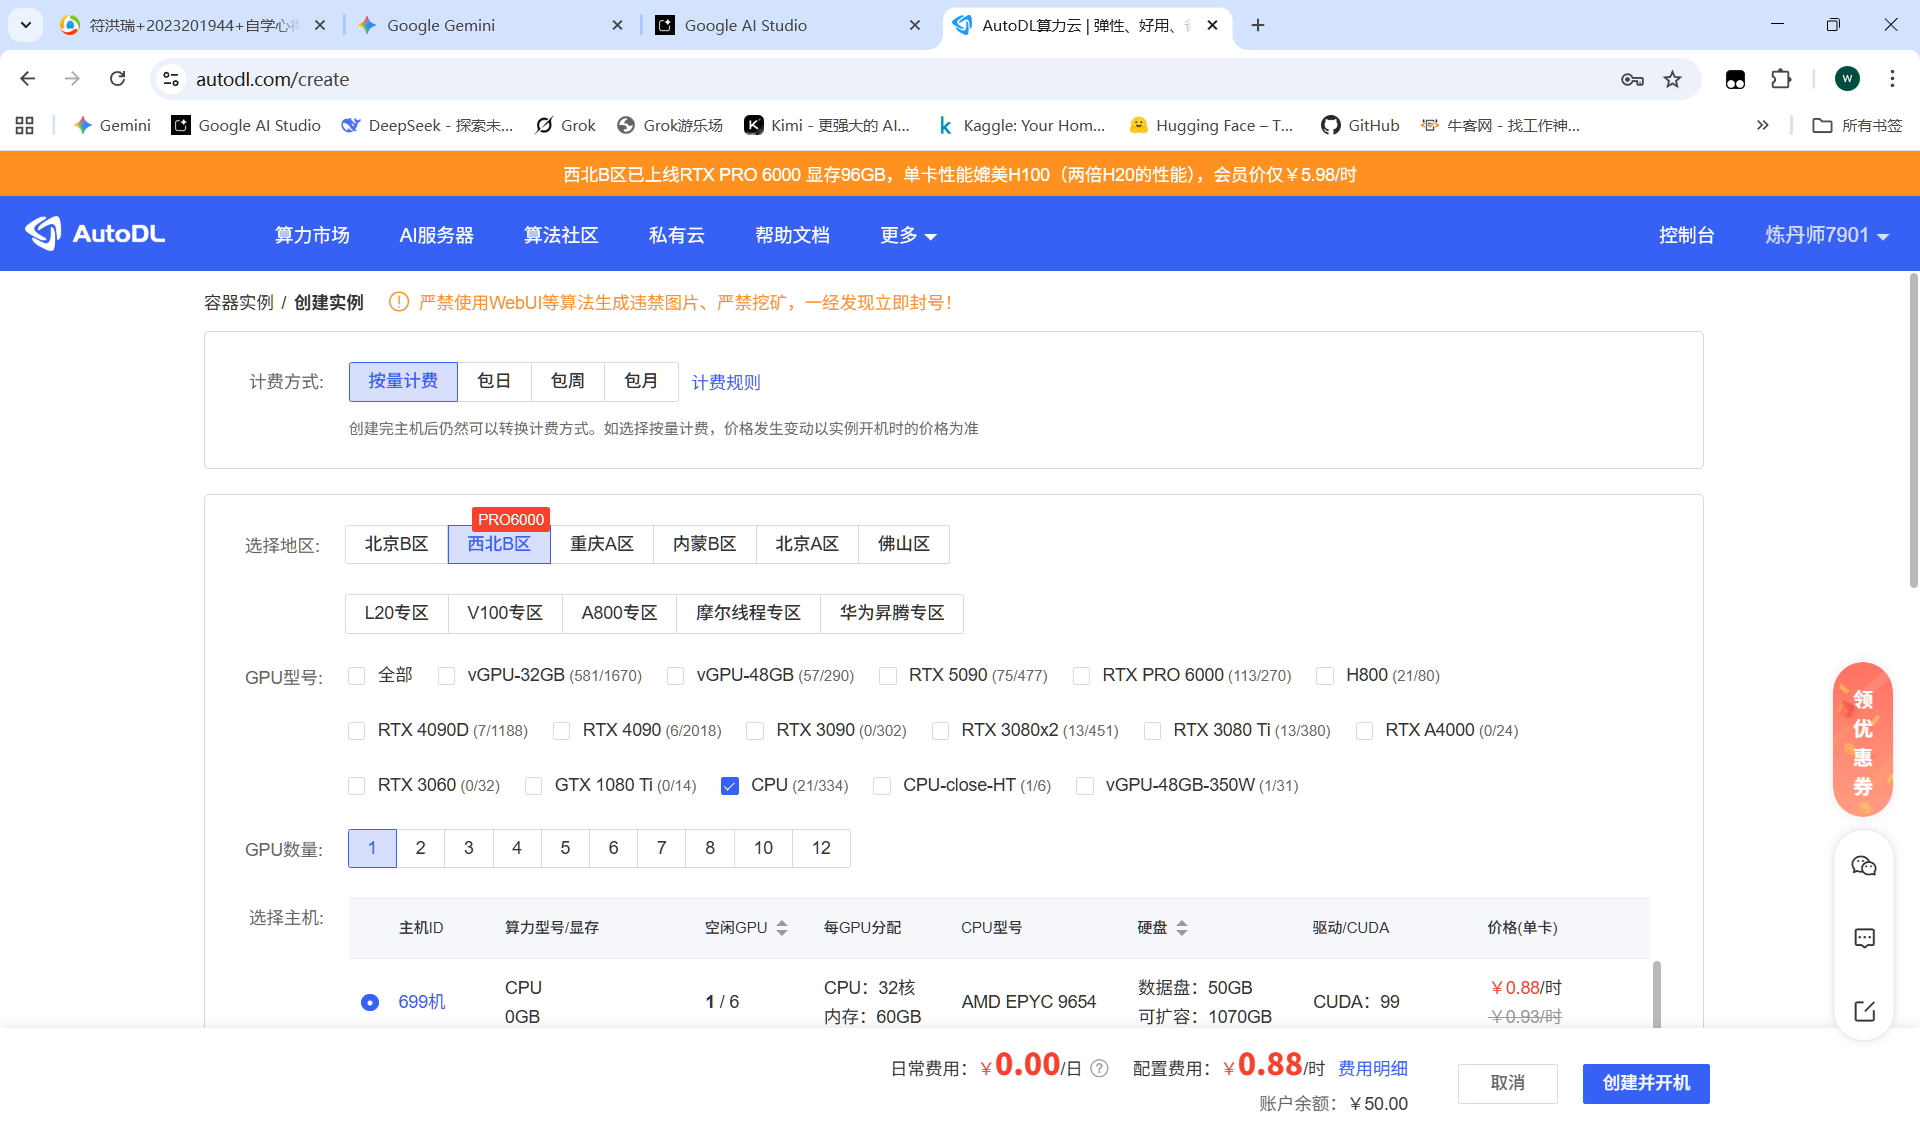 符洪瑞+2023201944+自学心
Google Gemini
Google AI Studio
AutoDL算力云 | 弹性、好用、
autodl.com/create
W
Gemini
Google AI Studio
DeepSeek - 探索未...
Grok
Grok游乐场
Kimi - 更强大的 AI...
Kaggle: Your Hom...
Hugging Face – T...
GitHub
牛客网 - 找工作神...
所有书签
西北B区已上线RTX PRO 6000 显存96GB，单卡性能媲美H100（两倍H20的性能），会员价仅￥5.98/时
AutoDL
算力市场
AI服务器
算法社区
私有云
帮助文档
更多
控制台
炼丹师7901
容器实例 / 创建实例
严禁使用WebUI等算法生成违禁图片、严禁挖矿，一经发现立即封号！
计费方式:
按量计费
包日
包周
包月
计费规则
创建完主机后仍然可以转换计费方式。如选择按量计费，价格发生变动以实例开机时的价格为准
PRO6000
选择地区:
北京B区
西北B区
重庆A区
内蒙B区
北京A区
佛山区
L20专区
V100专区
A800专区
摩尔线程专区
华为昇腾专区
GPU型号:
全部
vGPU-32GB (581/1670)
vGPU-48GB (57/290)
RTX 5090 (75/477)
RTX PRO 6000 (113/270)
H800 (21/80)
RTX 4090D (7/1188)
RTX 4090 (6/2018)
RTX 3090 (0/302)
RTX 3080x2 (13/451)
RTX 3080 Ti (13/380)
RTX A4000 (0/24)
RTX 3060 (0/32)
GTX 1080 Ti (0/14)
CPU (21/334)
CPU-close-HT (1/6)
vGPU-48GB-350W (1/31)
GPU数量:
1
2
3
4
5
6
7
8
10
12
选择主机:
主机ID
算力型号/显存
空闲GPU
每GPU分配
CPU型号
硬盘
驱动/CUDA
价格(单卡)
699机
CPU
0GB
1 / 6
CPU：32核
内存：60GB
AMD EPYC 9654
数据盘：50GB
可扩容：1070GB
CUDA：99
￥0.88/时
￥0.93/时
领
优
惠
券
日常费用：￥0.00/日
配置费用：￥0.88/时
费用明细
账户余额：￥50.00
取消
创建并开机